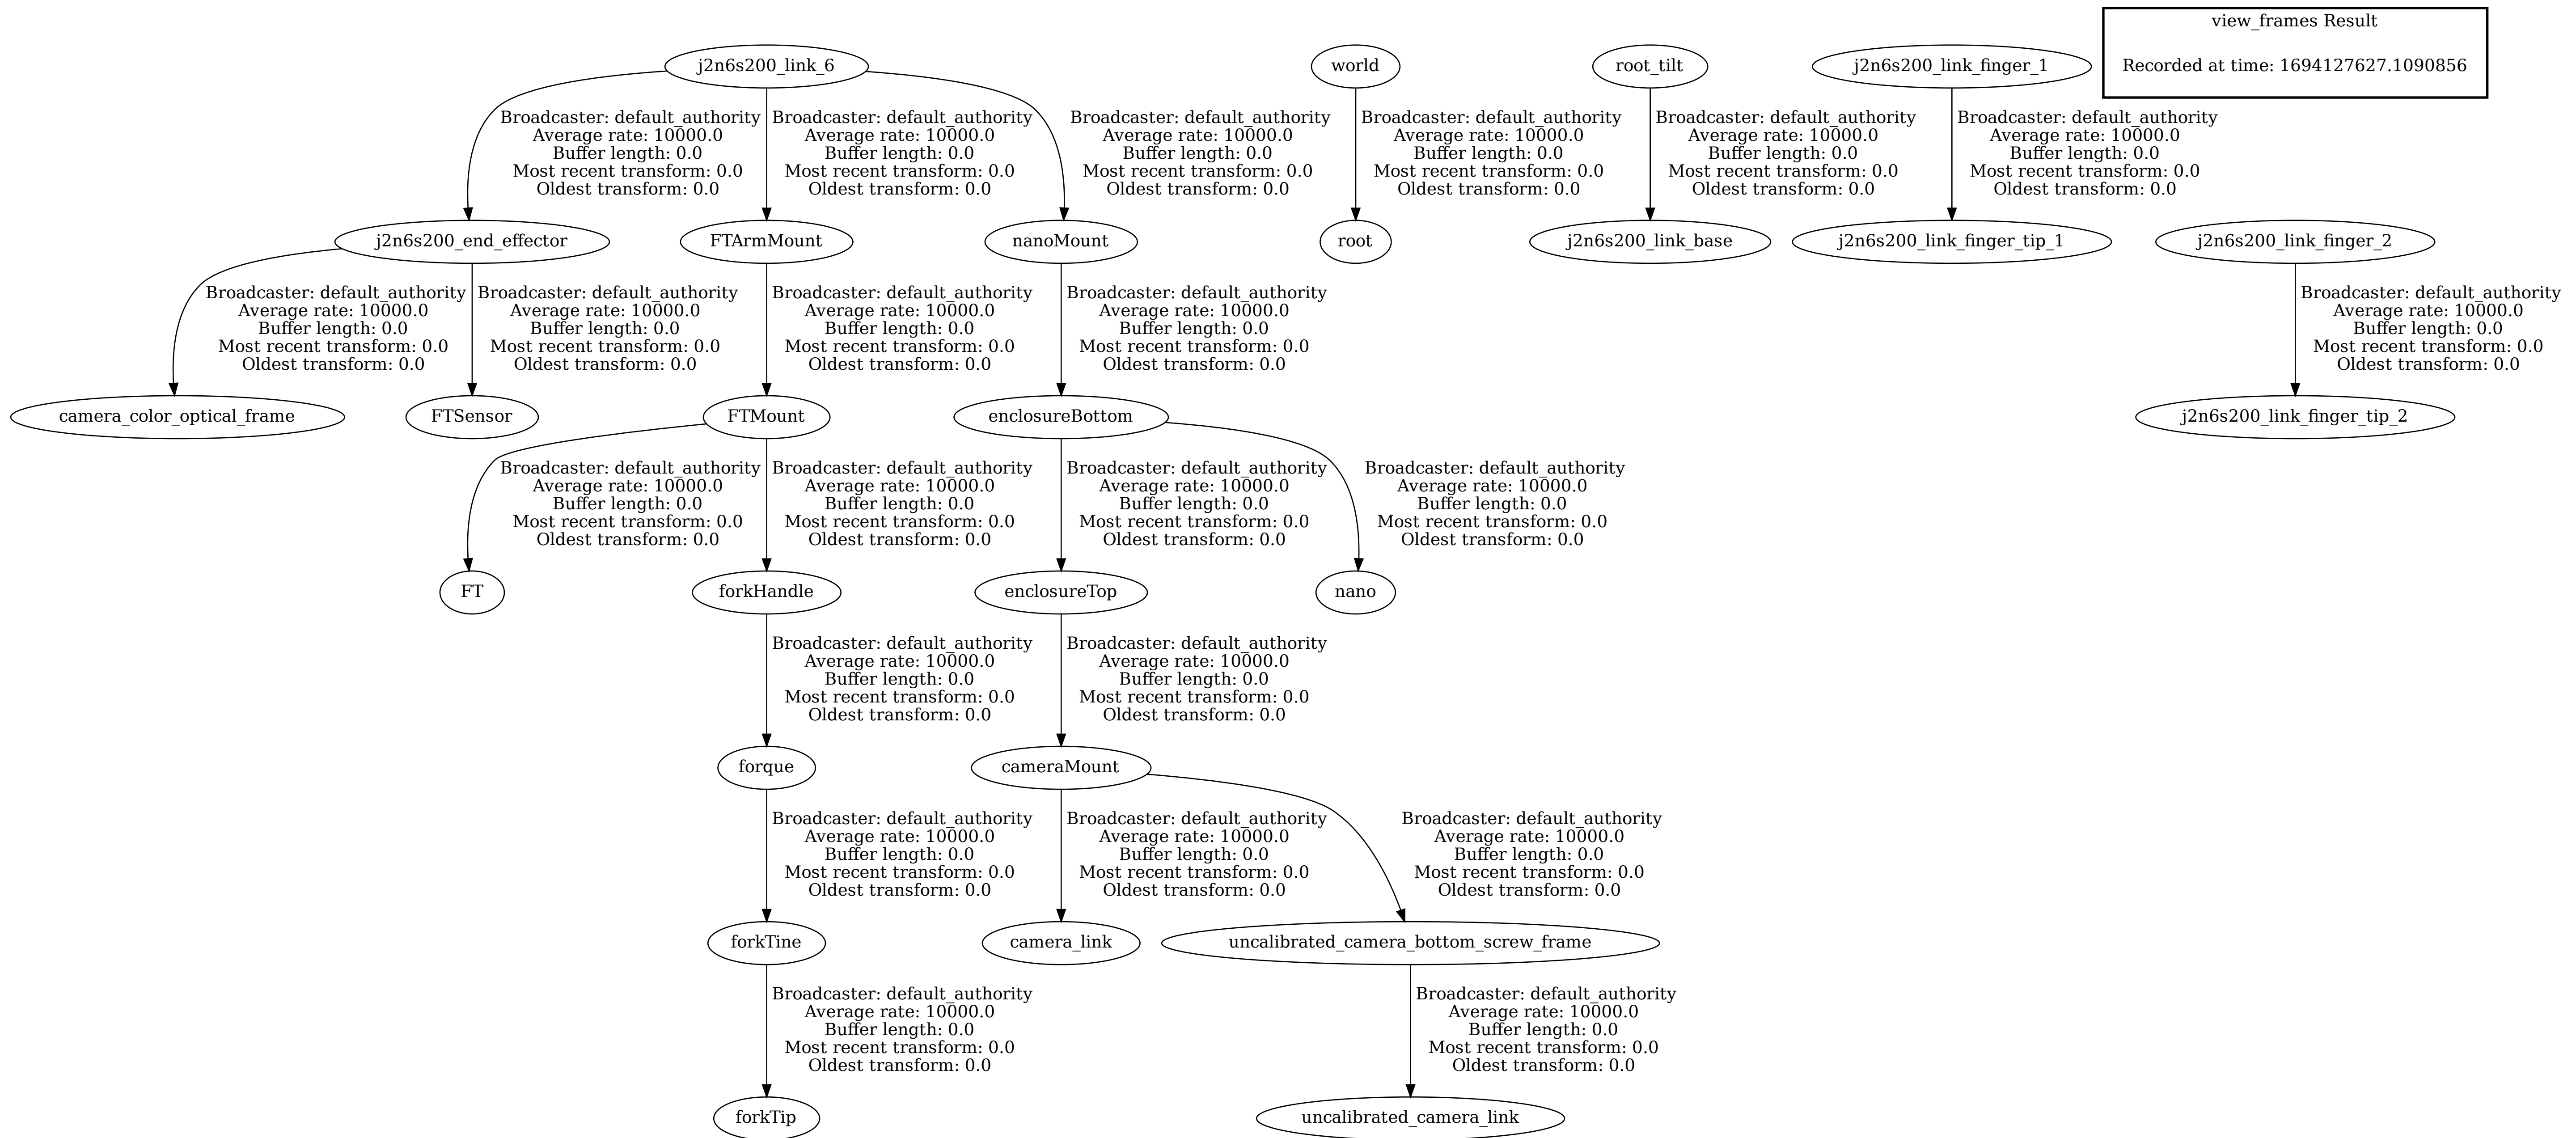 view_frames Result
j2n6s200_link_6
world
root_tilt
j2n6s200_link_finger_1
Recorded at time: 1694127627.1090856
Broadcaster: default_authority
Average rate: 10000.0
Buffer length: 0.0
Most recent transform: 0.0
Oldest transform: 0.0
Broadcaster: default_authority
Average rate: 10000.0
Buffer length: 0.0
Most recent transform: 0.0
Oldest transform: 0.0
Broadcaster: default_authority
Average rate: 10000.0
Buffer length: 0.0
Most recent transform: 0.0
Oldest transform: 0.0
Broadcaster: default_authority
Average rate: 10000.0
Buffer length: 0.0
Most recent transform: 0.0
Oldest transform: 0.0
Broadcaster: default_authority
Average rate: 10000.0
Buffer length: 0.0
Most recent transform: 0.0
Oldest transform: 0.0
Broadcaster: default_authority
Average rate: 10000.0
Buffer length: 0.0
Most recent transform: 0.0
Oldest transform: 0.0
j2n6s200_end_effector
FTArmMount
nanoMount
root
j2n6s200_link_base
j2n6s200_link_finger_tip_1
j2n6s200_link_finger_2
Broadcaster: default_authority
Average rate: 10000.0
Buffer length: 0.0
Most recent transform: 0.0
Oldest transform: 0.0
Broadcaster: default_authority
Average rate: 10000.0
Buffer length: 0.0
Most recent transform: 0.0
Oldest transform: 0.0
Broadcaster: default_authority
Average rate: 10000.0
Buffer length: 0.0
Most recent transform: 0.0
Oldest transform: 0.0
Broadcaster: default_authority
Average rate: 10000.0
Buffer length: 0.0
Most recent transform: 0.0
Oldest transform: 0.0
Broadcaster: default_authority
Average rate: 10000.0
Buffer length: 0.0
Most recent transform: 0.0
Oldest transform: 0.0
camera_color_optical_frame
FTSensor
FTMount
enclosureBottom
j2n6s200_link_finger_tip_2
Broadcaster: default_authority
Average rate: 10000.0
Buffer length: 0.0
Most recent transform: 0.0
Oldest transform: 0.0
Broadcaster: default_authority
Average rate: 10000.0
Buffer length: 0.0
Most recent transform: 0.0
Oldest transform: 0.0
Broadcaster: default_authority
Average rate: 10000.0
Buffer length: 0.0
Most recent transform: 0.0
Oldest transform: 0.0
Broadcaster: default_authority
Average rate: 10000.0
Buffer length: 0.0
Most recent transform: 0.0
Oldest transform: 0.0
FT
forkHandle
enclosureTop
nano
Broadcaster: default_authority
Average rate: 10000.0
Buffer length: 0.0
Most recent transform: 0.0
Oldest transform: 0.0
Broadcaster: default_authority
Average rate: 10000.0
Buffer length: 0.0
Most recent transform: 0.0
Oldest transform: 0.0
forque
cameraMount
Broadcaster: default_authority
Average rate: 10000.0
Buffer length: 0.0
Most recent transform: 0.0
Oldest transform: 0.0
Broadcaster: default_authority
Average rate: 10000.0
Buffer length: 0.0
Most recent transform: 0.0
Oldest transform: 0.0
Broadcaster: default_authority
Average rate: 10000.0
Buffer length: 0.0
Most recent transform: 0.0
Oldest transform: 0.0
forkTine
camera_link
uncalibrated_camera_bottom_screw_frame
Broadcaster: default_authority
Average rate: 10000.0
Buffer length: 0.0
Most recent transform: 0.0
Oldest transform: 0.0
Broadcaster: default_authority
Average rate: 10000.0
Buffer length: 0.0
Most recent transform: 0.0
Oldest transform: 0.0
forkTip
uncalibrated_camera_link